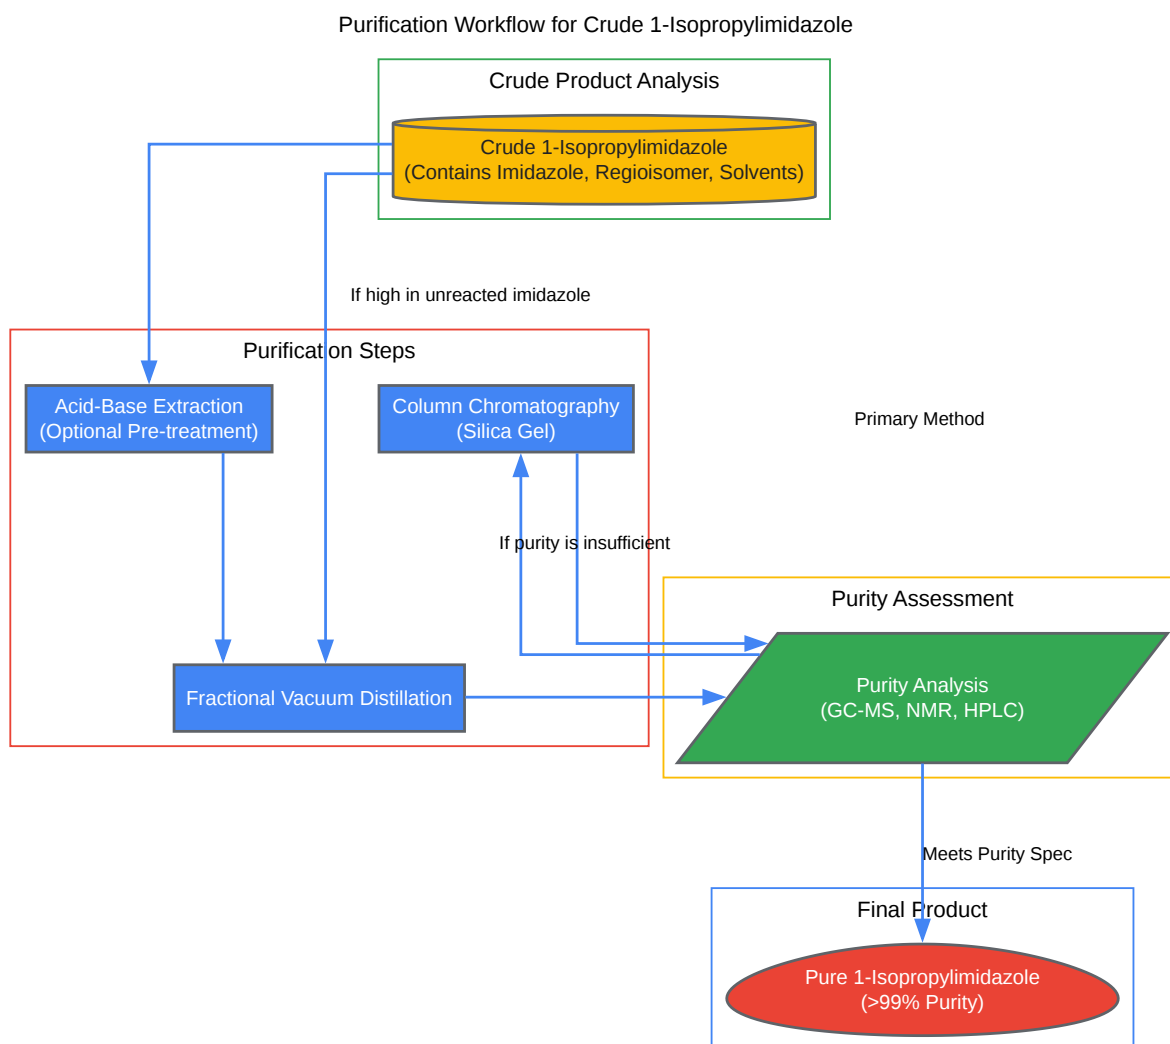 Purification Workflow for Crude 1-Isopropylimidazole
Crude Product Analysis
Crude 1-Isopropylimidazole
(Contains Imidazole, Regioisomer, Solvents)
If high in unreacted imidazole
Purification Steps
Acid-Base Extraction
(Optional Pre-treatment)
Column Chromatography
(Silica Gel)
Primary Method
If purity is insufficient
Purity Assessment
Fractional Vacuum Distillation
Purity Analysis
(GC-MS, NMR, HPLC)
Meets Purity Spec
Final Product
Pure 1-Isopropylimidazole
(>99% Purity)